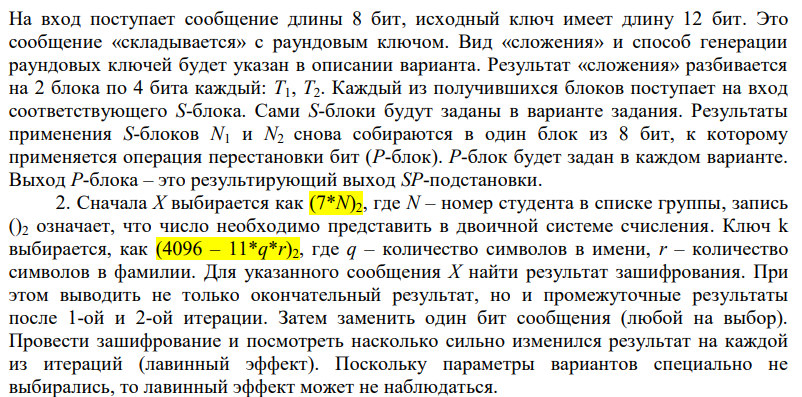 На вход поступает сообщение длины 8 бит, исходный ключ имеет длину 12 бит. Это
сообщение «складывается» с раундовым ключом. Вид «сложения» и способ генерации
раундовых ключей будет указан в описании варианта. Результат «сложения» разбивается
на 2 блока по 4 бита каждый: T₁, T₂. Каждый из получившихся блоков поступает на вход
соответствующего S-блока. Сами S-блоки будут заданы в варианте задания. Результаты
применения S-блоков N₁ и N₂ снова собираются в один блок из 8 бит, к которому
применяется операция перестановки бит (P-блок). P-блок будет задан в каждом варианте.
Выход P-блока – это результирующий выход SP-подстановки.
2. Сначала X выбирается как (7*N)₂, где N – номер студента в списке группы, запись
()₂ означает, что число необходимо представить в двоичной системе счисления. Ключ k
выбирается, как (4096 – 11*q*r)₂, где q – количество символов в имени, r – количество
символов в фамилии. Для указанного сообщения X найти результат зашифрования. При
этом выводить не только окончательный результат, но и промежуточные результаты
после 1-ой и 2-ой итерации. Затем заменить один бит сообщения (любой на выбор).
Провести зашифрование и посмотреть насколько сильно изменился результат на каждой
из итераций (лавинный эффект). Поскольку параметры вариантов специально не
выбирались, то лавинный эффект может не наблюдаться.